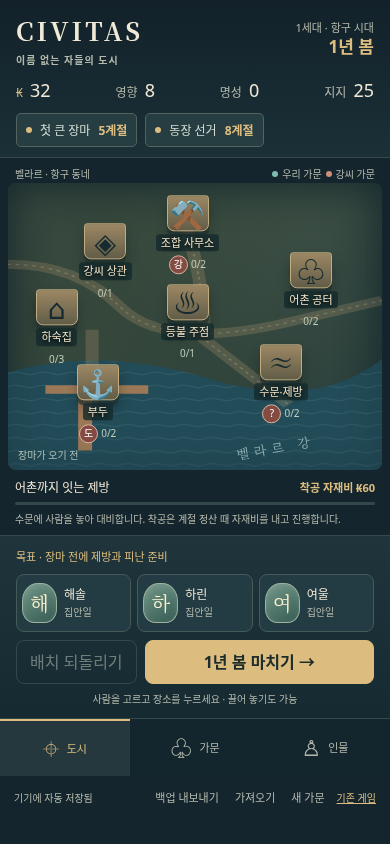 CIVITAS
이름 없는 자들의 도시
1세대 · 항구 시대
1년 봄
₭ 32 영향 8 명성 0 지지 25
첫 큰 장마 5계절 동장 선거 8계절
벨라르 · 항구 동네 우리 가문 강씨 가문
조합 사무소
강 0/2
강씨 상관
0/1
어촌 공터
0/2
하숙집
0/3
등불 주점
0/1
수문·제방
? 0/2
부두
도 0/2
벨라르 강
장마가 오기 전
어촌까지 잇는 제방 착공 자재비 ₭60
수문에 사람을 놓아 대비합니다. 착공은 계절 정산 때 자재비를 내고 진행합니다.
목표 · 장마 전에 제방과 피난 준비
해 해솔 집안일
하 하린 집안일
여 여울 집안일
배치 되돌리기 1년 봄 마치기 →
사람을 고르고 장소를 누르세요 · 끌어 놓기도 가능
도시 가문 인물
기기에 자동 저장됨 백업 내보내기 가져오기 새 가문 기존 게임